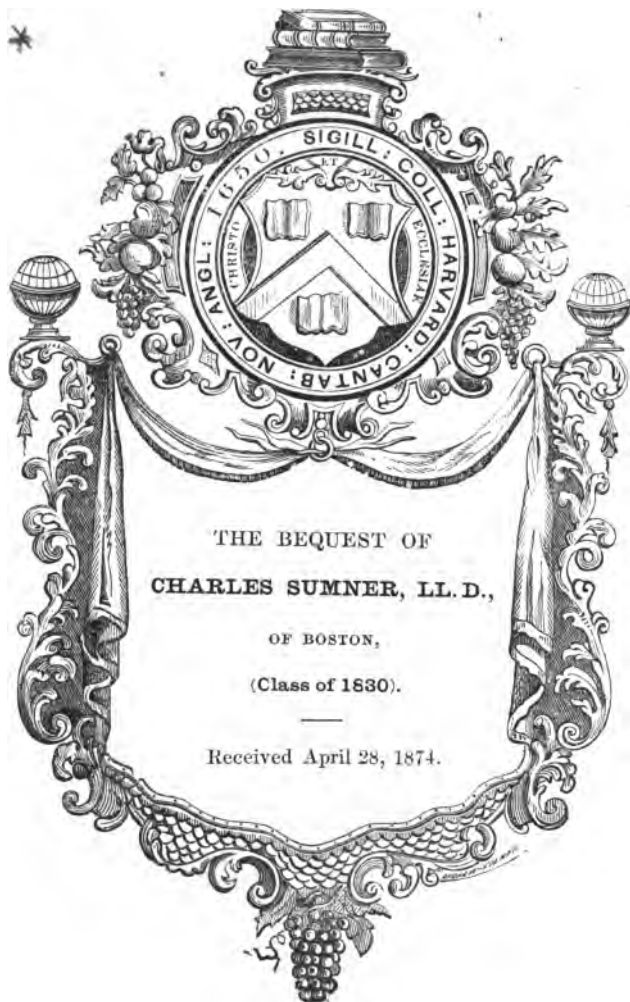 SIGILL: COLL: HARVARD: CANTAB: NOV: ANGL: 1650.
ET
CHRISTO
ECCLESIAE
THE BEQUEST OF
CHARLES SUMNER, LL. D.,
OF BOSTON,
(Class of 1830).
Received April 28, 1874.